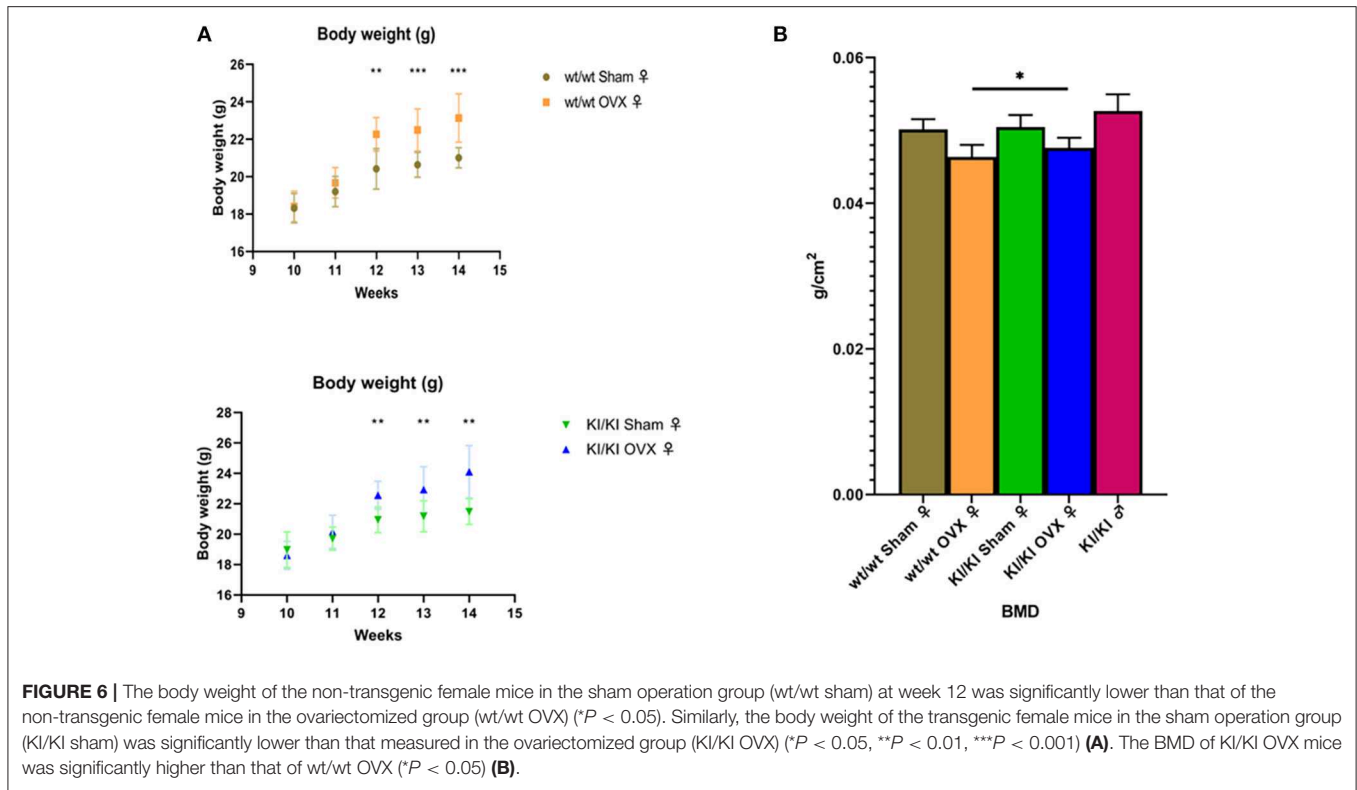 A
Body weight (g)
Body weight (g)
26
24
22
20
18
16
** *** ***
9 10 11 12 13 14 15
Weeks
wt/wt Sham ♀
wt/wt OVX ♀
Body weight (g)
Body weight (g)
28
26
24
22
20
18
16
** ** **
9 10 11 12 13 14 15
Weeks
KI/KI Sham ♀
KI/KI OVX ♀
B
g/cm²
0.06
0.04
0.02
0.00
*
wt/wt Sham ♀
wt/wt OVX ♀
KI/KI Sham ♀
KI/KI OVX ♀
KI/KI ♂
BMD
FIGURE 6 | The body weight of the non-transgenic female mice in the sham operation group (wt/wt sham) at week 12 was significantly lower than that of the
non-transgenic female mice in the ovariectomized group (wt/wt OVX) (*P < 0.05). Similarly, the body weight of the transgenic female mice in the sham operation group
(KI/KI sham) was significantly lower than that measured in the ovariectomized group (KI/KI OVX) (*P < 0.05, **P < 0.01, ***P < 0.001) (A). The BMD of KI/KI OVX mice
was significantly higher than that of wt/wt OVX (*P < 0.05) (B).